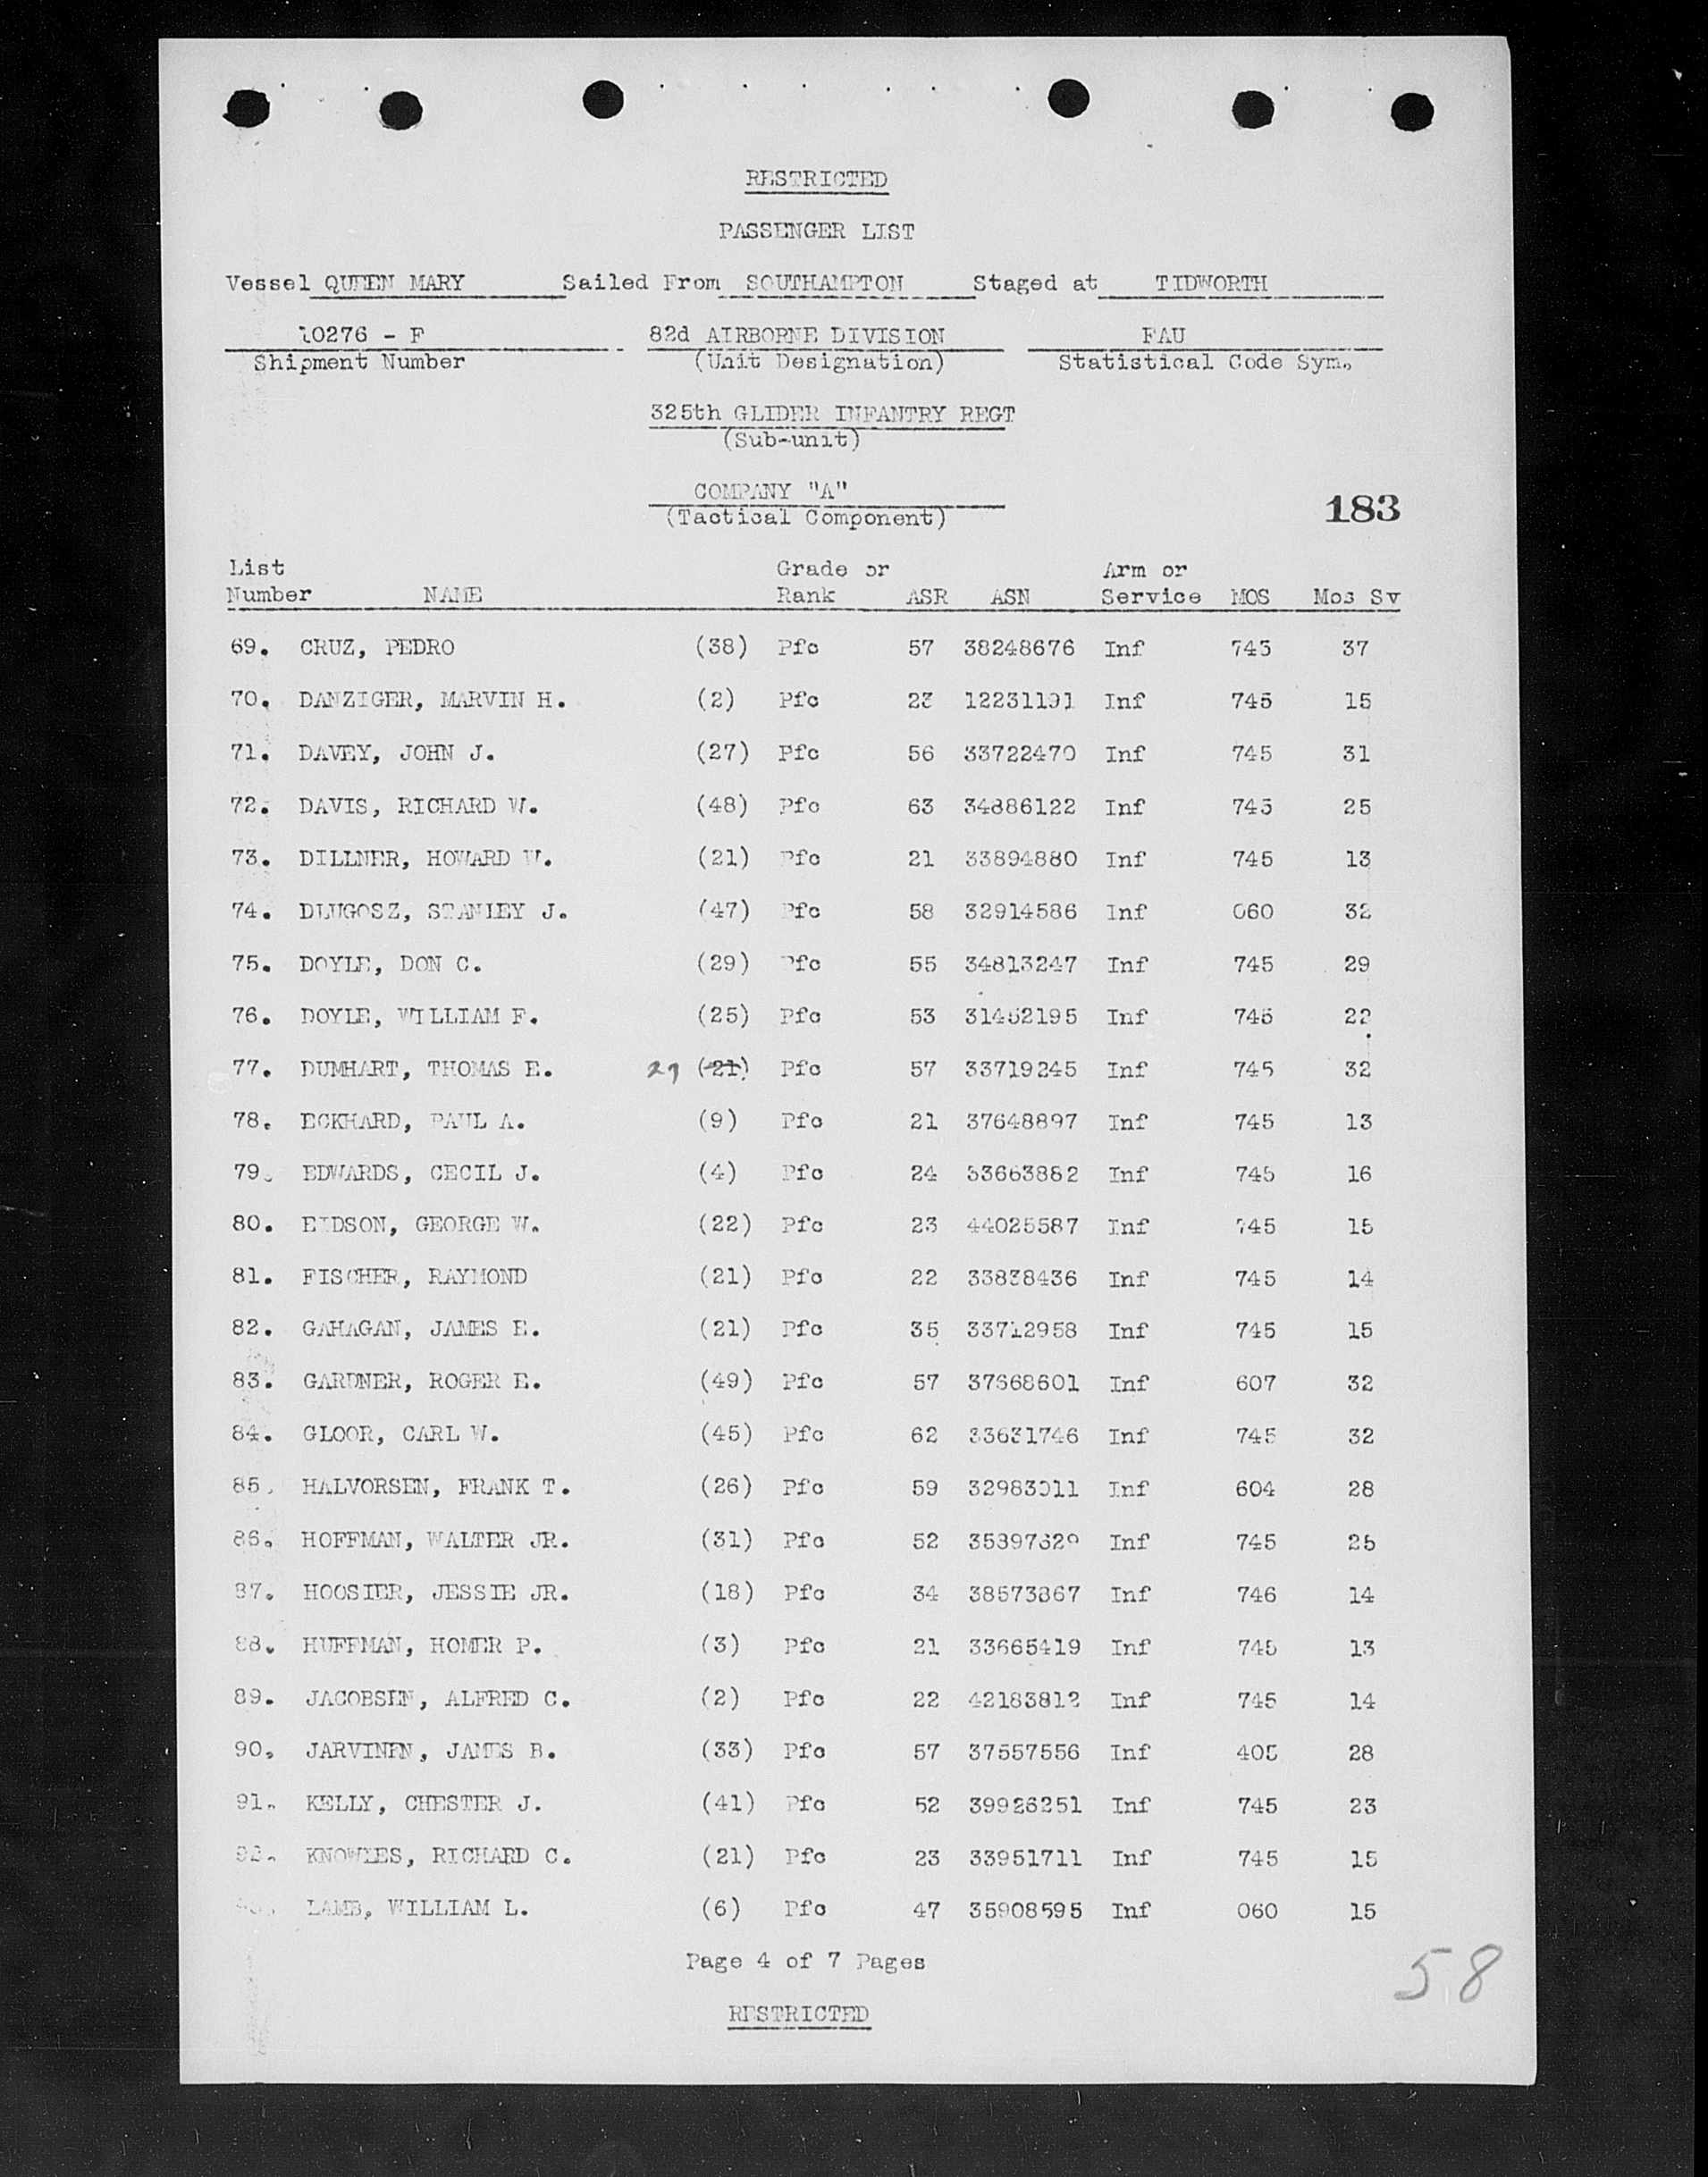 RESTRICTED
PASSENGER LIST
Vessel QUEEN MARY Sailed From SOUTHAMPTON Staged at TIDWORTH
10276 - F 82d AIRBORNE DIVISION FAU
Shipment Number (Unit Designation) Statistical Code Sym.
325th GLIDER INFANTRY REGT
(Sub-unit)
COMPANY "A"
(Tactical Component)
183
List Grade or Arm or
Number NAME Rank ASR ASN Service MOS Mos Sv
69. CRUZ, PEDRO (38) Pfc 57 38248676 Inf 745 37
70. DANZIGER, MARVIN H. (2) Pfc 23 12231191 Inf 745 15
71. DAVEY, JOHN J. (27) Pfc 56 33722470 Inf 745 31
72. DAVIS, RICHARD W. (48) Pfc 63 34886122 Inf 745 25
73. DILLNER, HOWARD W. (21) Pfc 21 33894880 Inf 745 13
74. DLUGOSZ, STANLEY J. (47) Pfc 58 32914586 Inf 060 32
75. DOYLE, DON C. (29) Pfc 55 34813247 Inf 745 29
76. DOYLE, WILLIAM F. (25) Pfc 53 31462195 Inf 745 22
77. DUMHART, THOMAS E. 29 (21) Pfc 57 33719245 Inf 745 32
78. ECKHARD, PAUL A. (9) Pfc 21 37648897 Inf 745 13
79. EDWARDS, CECIL J. (4) Pfc 24 33663882 Inf 745 16
80. EIDSON, GEORGE W. (22) Pfc 23 44025587 Inf 745 15
81. FISCHER, RAYMOND (21) Pfc 22 33838436 Inf 745 14
82. GAHAGAN, JAMES E. (21) Pfc 35 33712958 Inf 745 15
83. GARDNER, ROGER E. (49) Pfc 57 37668601 Inf 607 32
84. GLOOR, CARL W. (45) Pfc 62 33631746 Inf 745 32
85. HALVORSEN, FRANK T. (26) Pfc 59 32983011 Inf 604 28
86. HOFFMAN, WALTER JR. (31) Pfc 52 Inf 745 25
87. HOOSIER, JESSIE JR. (18) Pfc 34 38573867 Inf 746 14
88. HUFFMAN, HOMER P. (3) Pfc 21 33665419 Inf 745 13
89. JACOBSEN, ALFRED C. (2) Pfc 22 42183812 Inf 745 14
90. JARVINEN, JAMES B. (33) Pfc 57 37557556 Inf 405 28
91. KELLY, CHESTER J. (41) Pfc 52 39926251 Inf 745 23
92. KNOWLES, RICHARD C. (21) Pfc 23 33951711 Inf 745 15
LAMB, WILLIAM L. (6) Pfc 47 35908595 Inf 060 15
Page 4 of 7 Pages
58
RESTRICTED